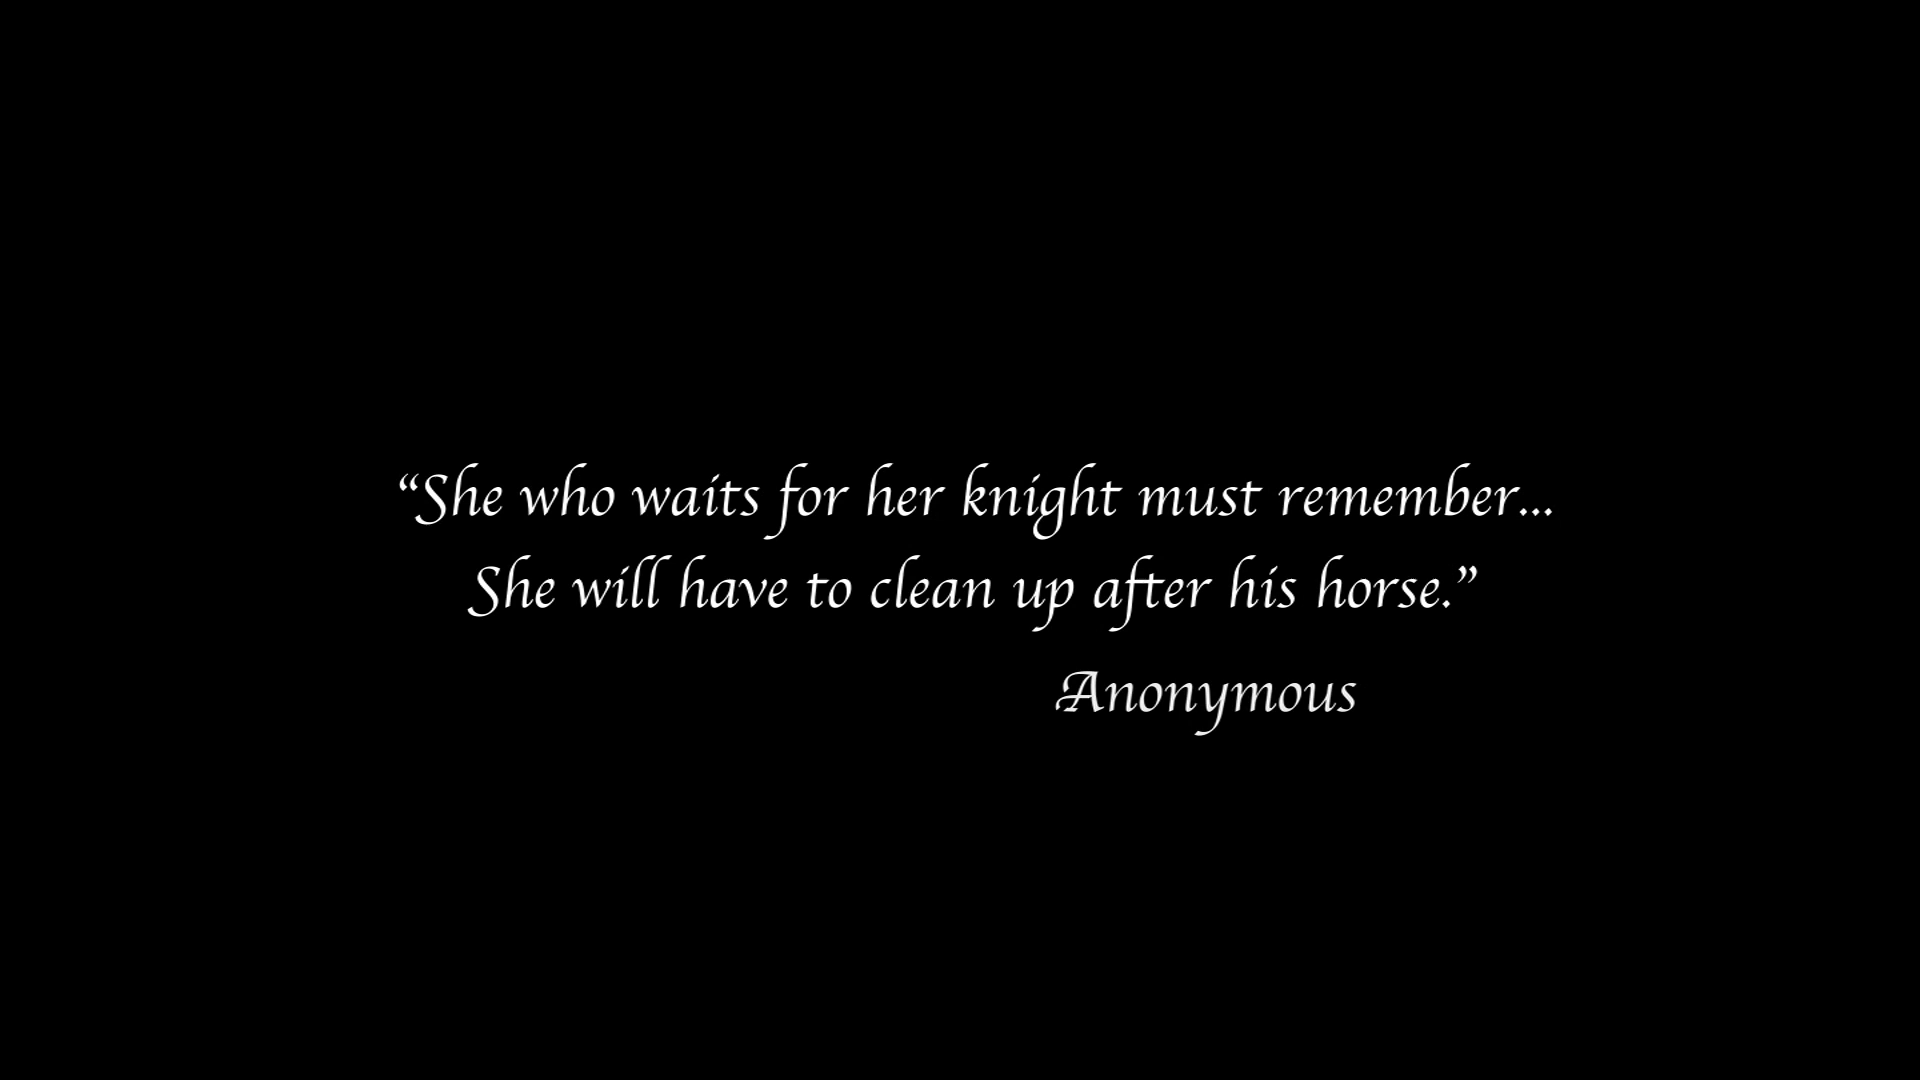 “She who waits for her knight must remember...
She will have to clean up after his horse.”
Anonymous